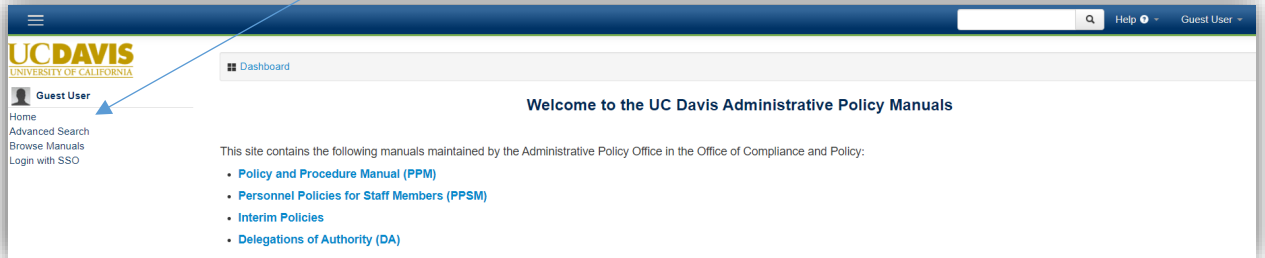 Help ?
Guest User
UCDAVIS
UNIVERSITY OF CALIFORNIA
Guest User
Home
Advanced Search
Browse Manuals
Login with SSO
Dashboard
Welcome to the UC Davis Administrative Policy Manuals
This site contains the following manuals maintained by the Administrative Policy Office in the Office of Compliance and Policy:
• Policy and Procedure Manual (PPM)
• Personnel Policies for Staff Members (PPSM)
• Interim Policies
• Delegations of Authority (DA)